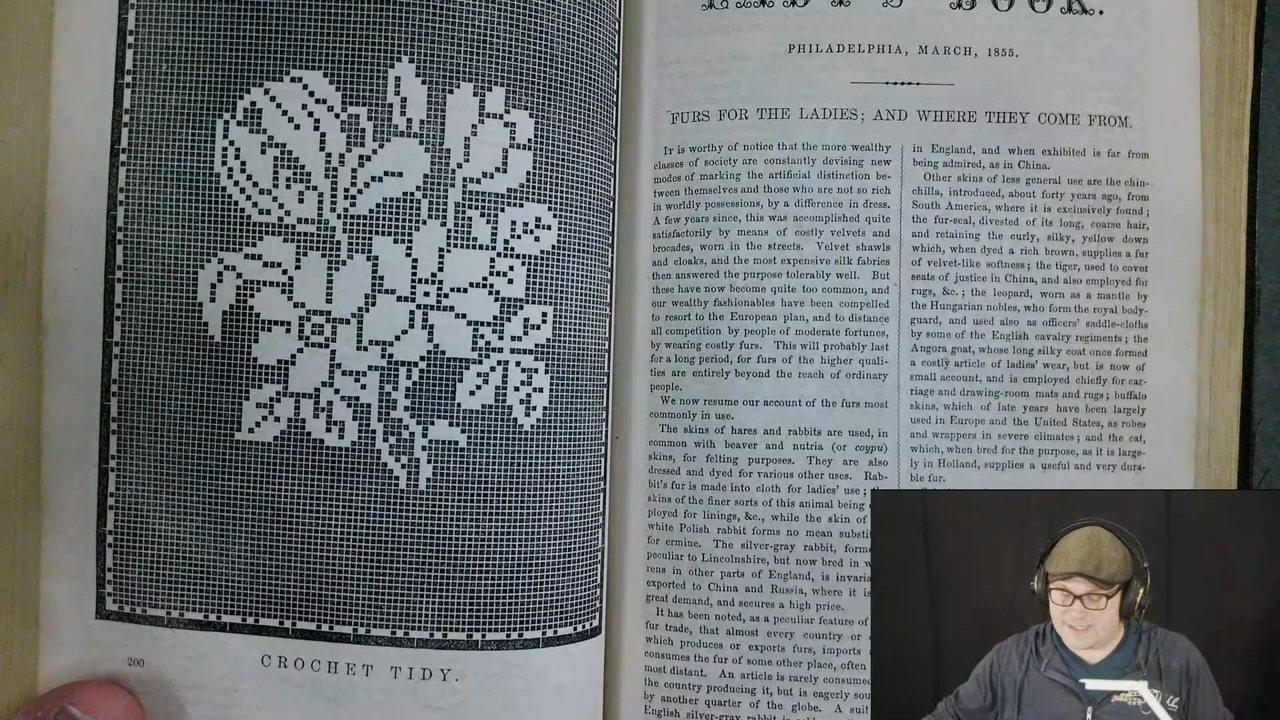 200
CROCHET TIDY.
LADY'S BOOK.
PHILADELPHIA, MARCH, 1855.
FURS FOR THE LADIES; AND WHERE THEY COME FROM.
IT is worthy of notice that the more wealthy
classes of society are constantly devising new
modes of marking the artificial distinction be-
tween themselves and those who are not so rich
in worldly possessions, by a difference in dress.
A few years since, this was accomplished quite
satisfactorily by means of costly velvets and
brocades, worn in the streets. Velvet shawls
and cloaks, and the most expensive silk fabrics
then answered the purpose tolerably well. But
these have now become quite too common, and
our wealthy fashionables have been compelled
to resort to the European plan, and to distance
all competition by people of moderate fortunes,
by wearing costly furs. This will probably last
for a long period, for furs of the higher quali-
ties are entirely beyond the reach of ordinary
people.
We now resume our account of the furs most
commonly in use.
The skins of hares and rabbits are used, in
common with beaver and nutria (or coypu)
skins, for felting purposes. They are also
dressed and dyed for various other uses. Rab-
bit's fur is made into cloth for ladies' use;
skins of the finer sorts of this animal being
ployed for linings, &c., while the skin of
white Polish rabbit forms no mean
for ermine. The silver-gray rabbit,
peculiar to Lincolnshire, but now bred in
rens in other parts of England, is
exported to China and Russia, where it is
great demand, and secures a high price.
It has been noted, as a peculiar feature of
fur trade, that almost every country or
which produces or exports furs, imports
consumes the fur of some other place, often
most distant. An article is rarely consumed
the country producing it, but is eagerly
by another quarter of the globe. A suit
English silver-gray rabbit is
in England, and when exhibited is far from
being admired, as in China.
Other skins of less general use are the chin-
chilla, introduced, about forty years ago, from
South America, where it is exclusively found;
the fur-seal, divested of its long, coarse hair,
and retaining the curly, silky, yellow down
which, when dyed a rich brown, supplies a fur
of velvet-like softness; the tiger, used to cover
seats of justice in China, and also employed for
rugs, &c.; the leopard, worn as a mantle by
the Hungarian nobles, who form the royal body-
guard, and used also as officers' saddle-cloths
by some of the English cavalry regiments; the
Angora goat, whose long silky coat once formed
a costly article of ladies' wear, but is now of
small account, and is employed chiefly for car-
riage and drawing-room mats and rugs; buffalo
skins, which of late years have been largely
used in Europe and the United States, as robes
and wrappers in severe climates; and the cat,
which, when bred for the purpose, as it is large-
ly in Holland, supplies a useful and very dura-
ble fur.